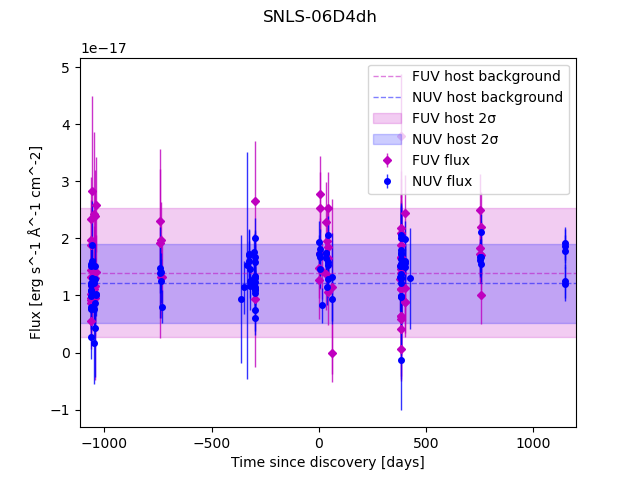 SNLS-06D4dh
1e−17
5
4
3
2
1
0
−1
Flux [erg s^-1 Å^-1 cm^-2]
FUV host background
NUV host background
FUV host 2σ
NUV host 2σ
FUV flux
NUV flux
−1000 −500 0 500 1000
Time since discovery [days]